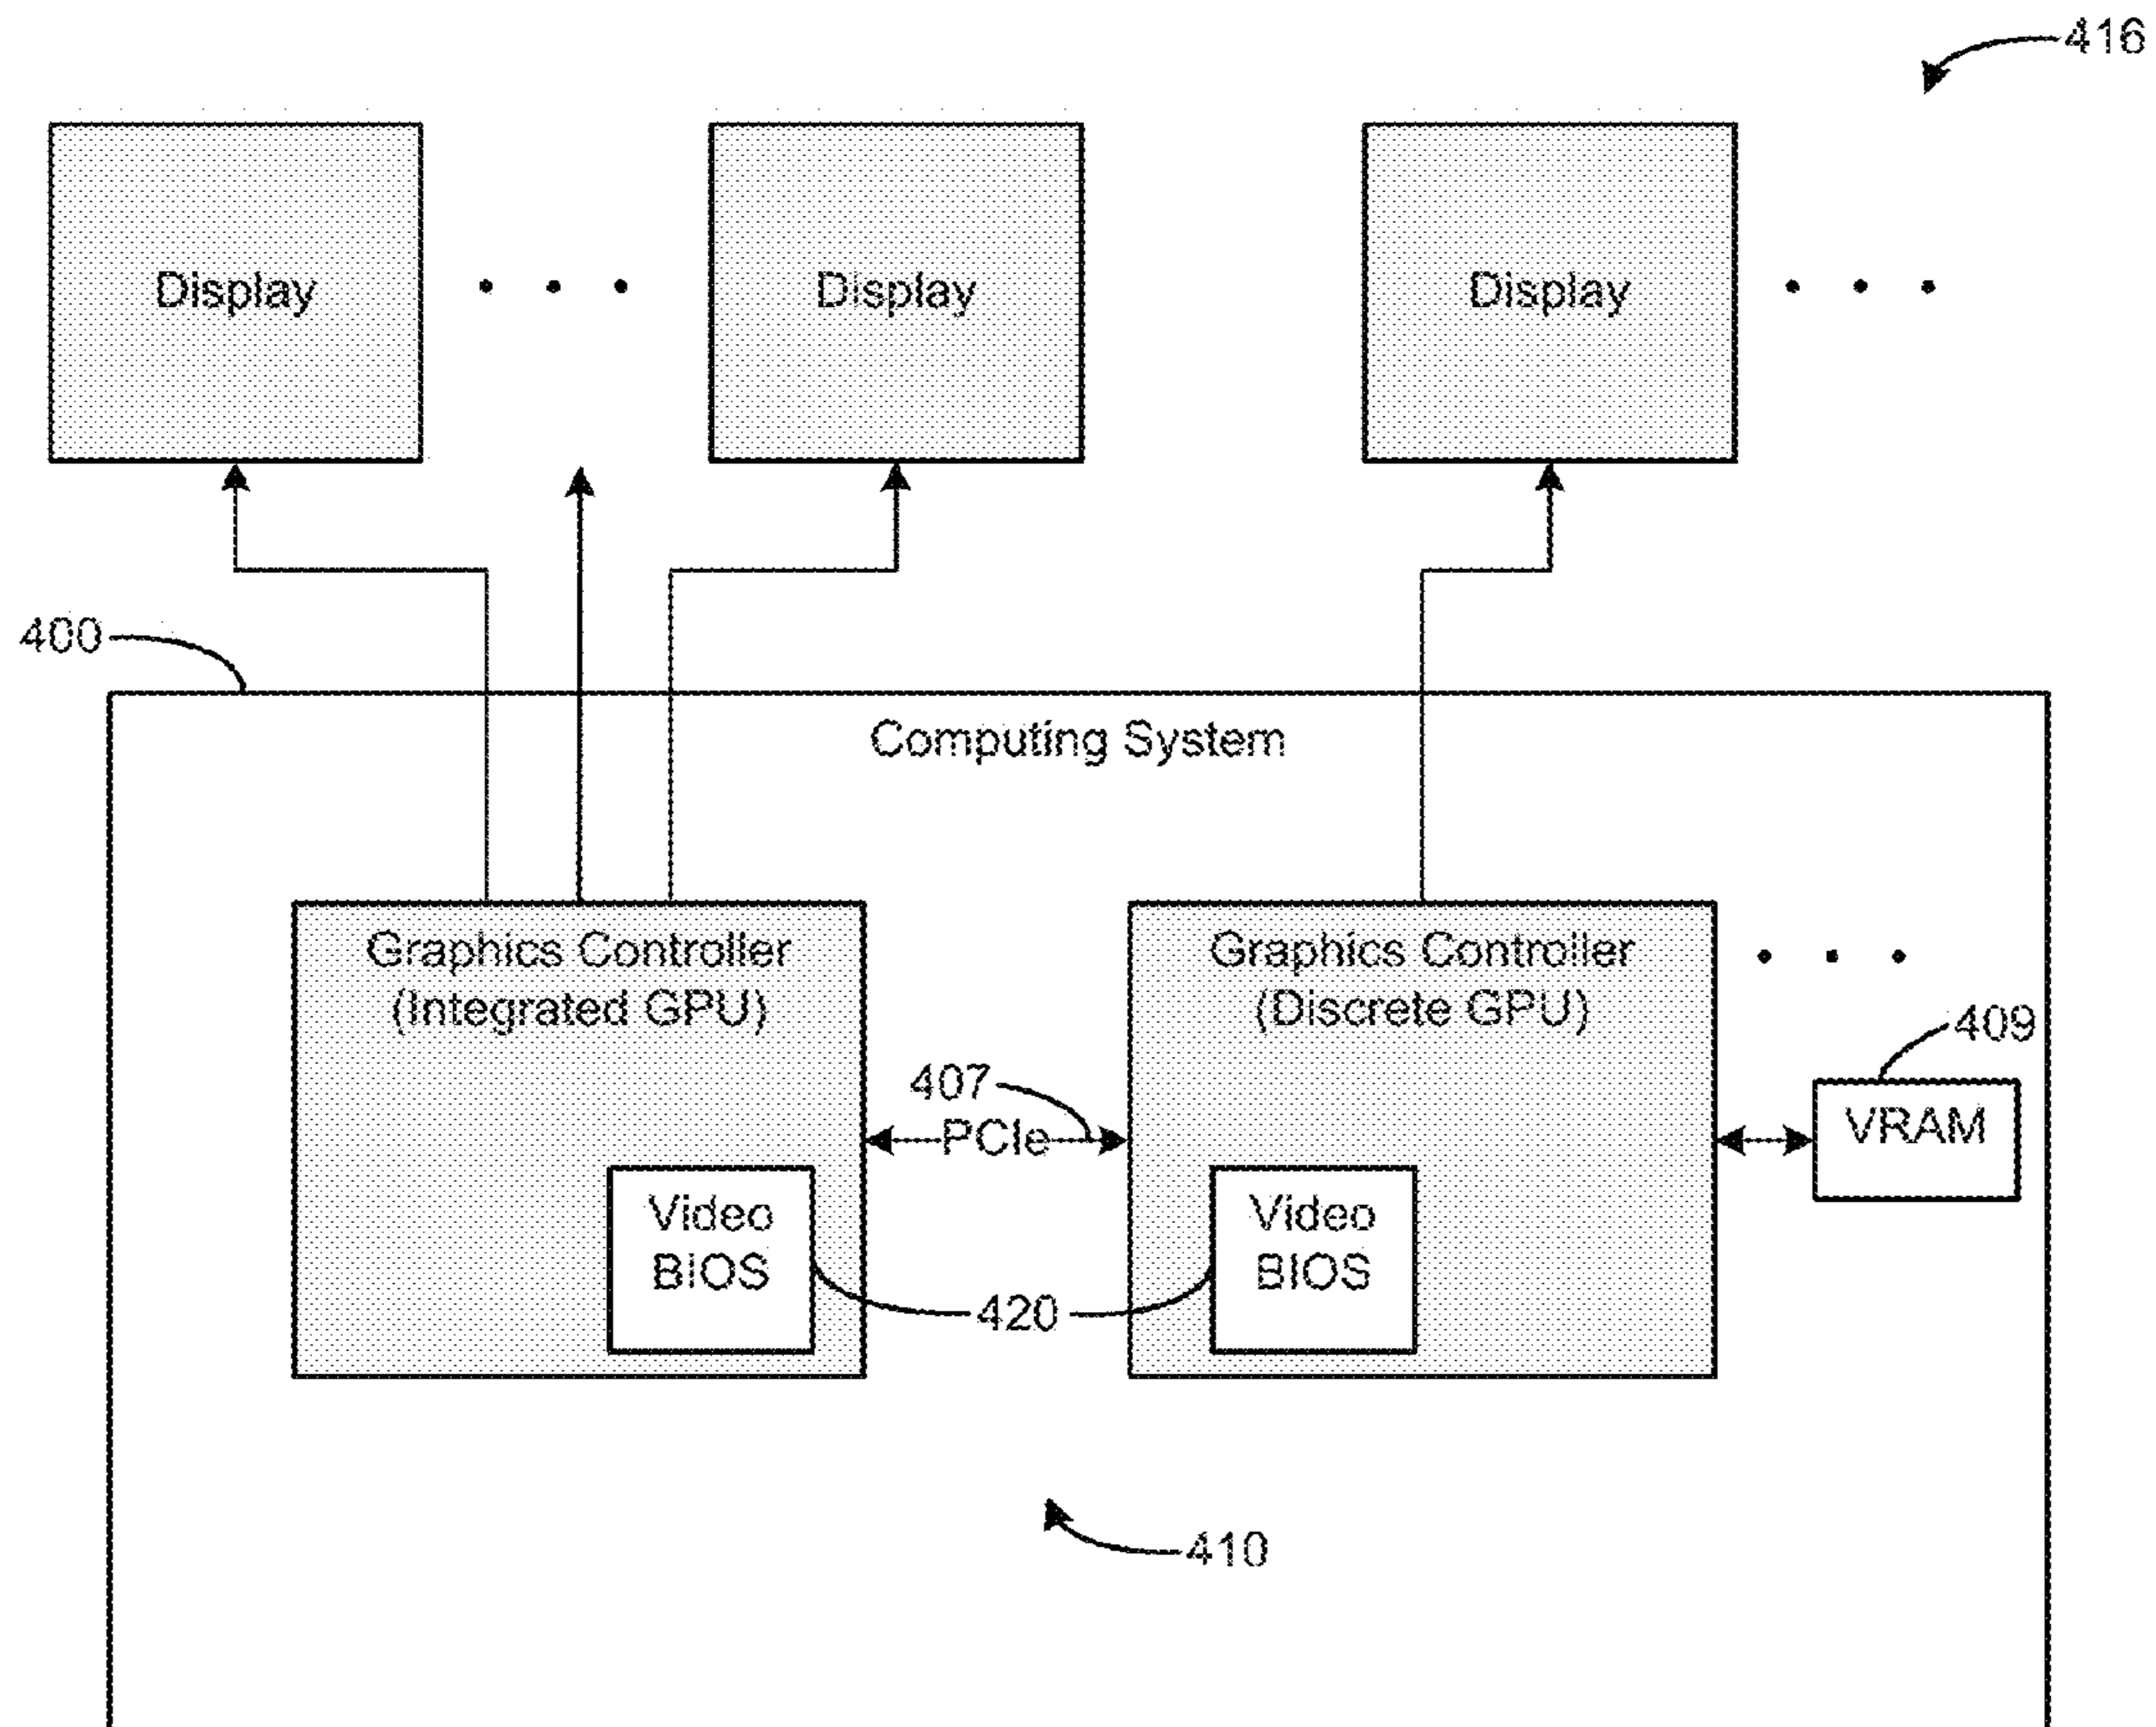 416
Display
Display
Display
400
Computing System
Graphics Controller
(Integrated GPU)
Graphics Controller
(Discrete GPU)
409
407
PCIe
VRAM
Video
BIOS
Video
BIOS
420
410